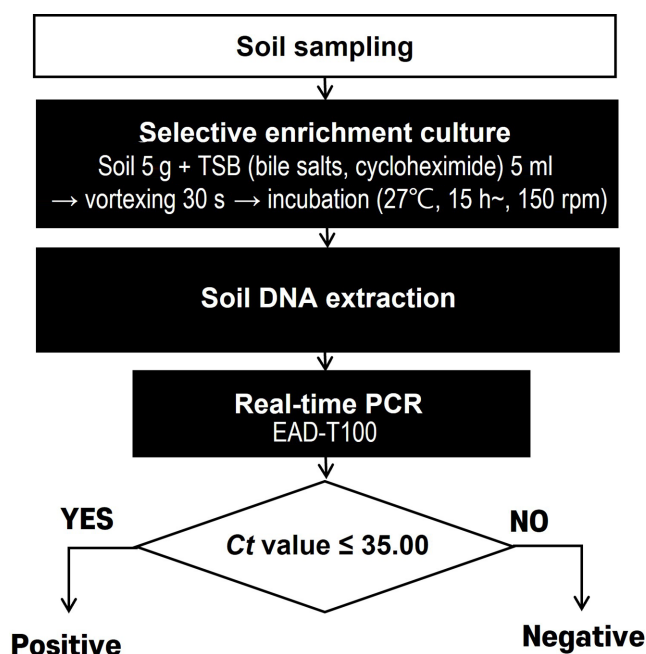 Soil sampling
Selective enrichment culture
Soil 5 g + TSB (bile salts, cycloheximide) 5 ml
→ vortexing 30 s → incubation (27℃, 15 h~, 150 rpm)
Soil DNA extraction
Real-time PCR
EAD-T100
YES
NO
Ct value ≤ 35.00
Positive
Negative